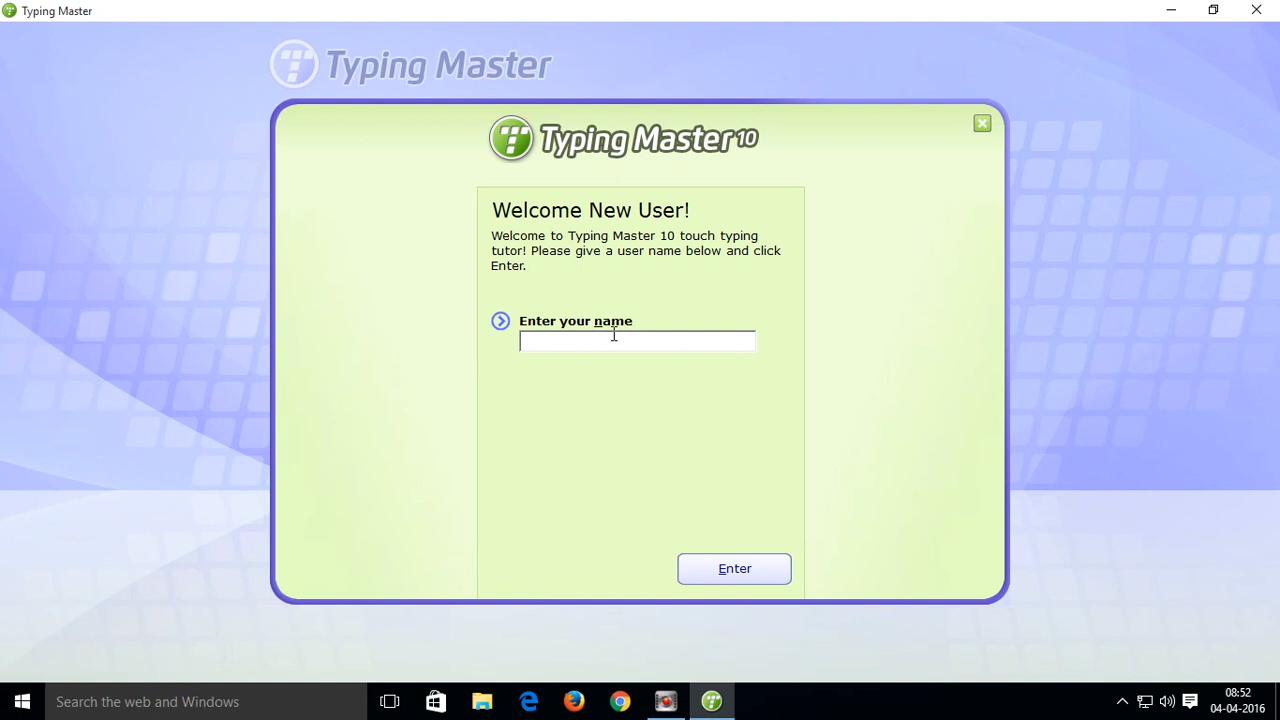 Typing Master
Typing Master
Typing Master 10
Welcome New User!
Welcome to Typing Master 10 touch typing
tutor! Please give a user name below and click
Enter.
Enter your name
Enter
Search the web and Windows
08:52
04-04-2016